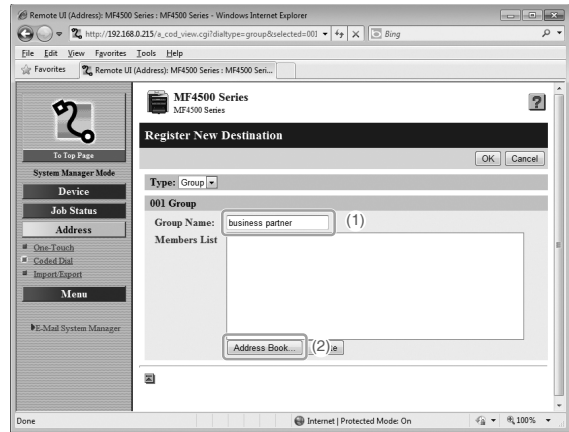 Remote UI (Address): MF4500 Series : MF4500 Series - Windows Internet Explorer
http://192.168.0.215/a_cod_view.cgi?dialtype=group&selected=001
Bing
File Edit View Favorites Tools Help
Favorites
Remote UI (Address): MF4500 Series : MF4500 Seri...
MF4500 Series
MF4500 Series
To Top Page
System Manager Mode
Device
Job Status
Address
One-Touch
Coded Dial
Import/Export
Menu
E-Mail System Manager
Register New Destination
OK Cancel
Type: Group
001 Group
Group Name: business partner (1)
Members List
Address Book... (2)
Done
Internet | Protected Mode: On
100%